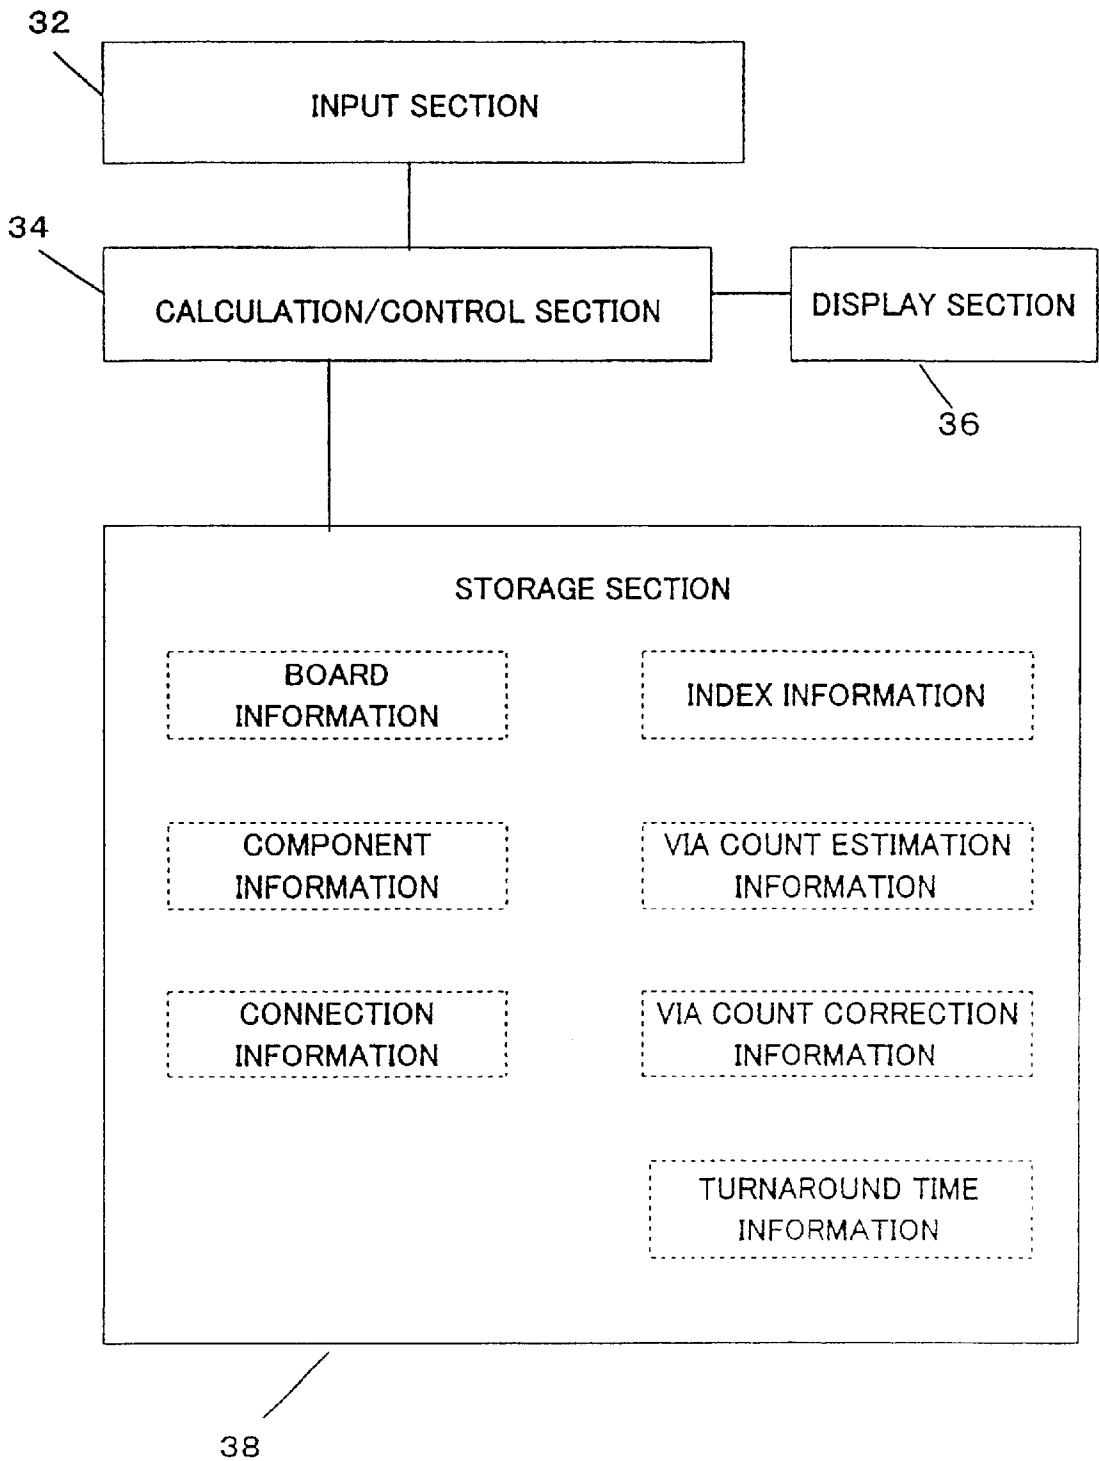 32
INPUT SECTION
34
CALCULATION/CONTROL SECTION
DISPLAY SECTION
36
STORAGE SECTION
BOARD
INFORMATION
INDEX INFORMATION
COMPONENT
INFORMATION
VIA COUNT ESTIMATION
INFORMATION
CONNECTION
INFORMATION
VIA COUNT CORRECTION
INFORMATION
TURNAROUND TIME
INFORMATION
38